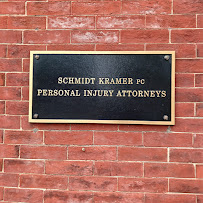 SCHMIDT KRAMER PC
PERSONAL INJURY ATTORNEYS